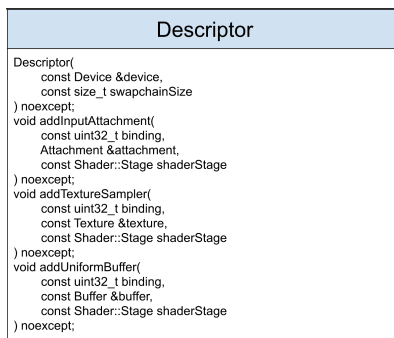 Descriptor
Descriptor(
const Device &device,
const size_t swapchainSize
) noexcept;
void addInputAttachment(
const uint32_t binding,
Attachment &attachment,
const Shader::Stage shaderStage
) noexcept;
void addTextureSampler(
const uint32_t binding,
const Texture &texture,
const Shader::Stage shaderStage
) noexcept;
void addUniformBuffer(
const uint32_t binding,
const Buffer &buffer,
const Shader::Stage shaderStage
) noexcept;